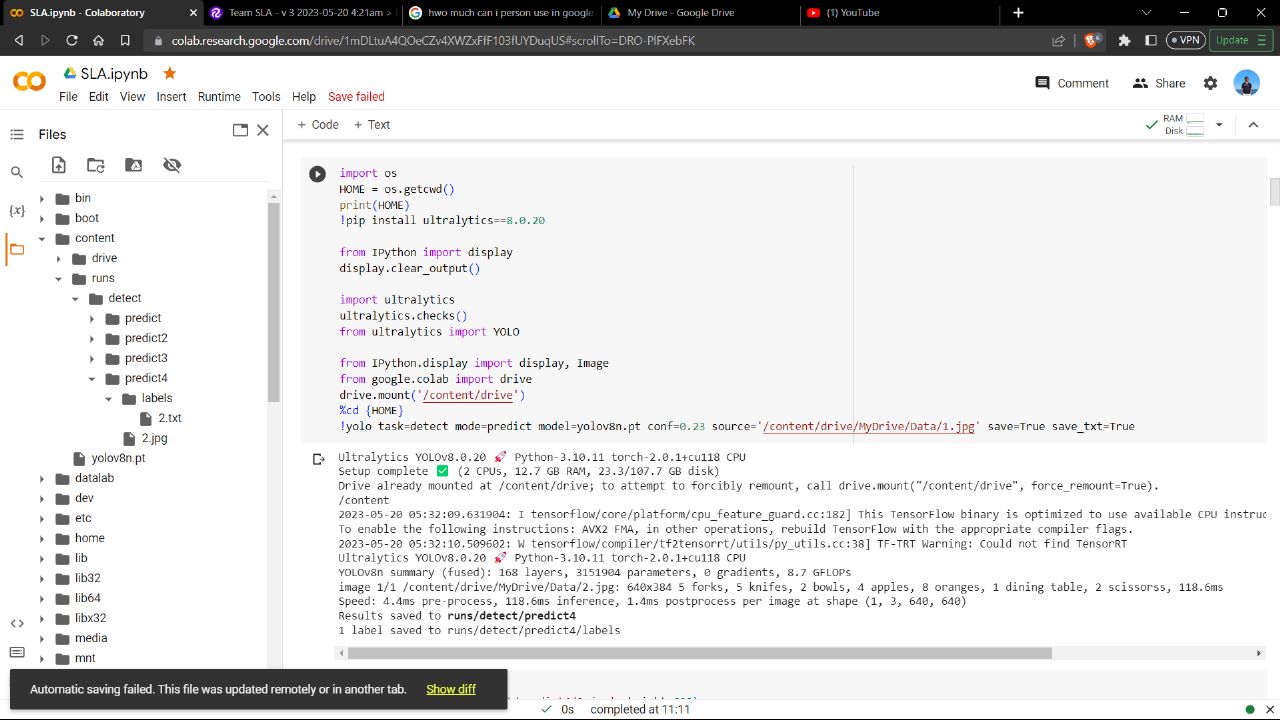 SLA.ipynb - Colaboratory
Team SLA - v 3 2023-05-20 4:21am >
hwo much can i person use in google
My Drive - Google Drive
(1) YouTube
colab.research.google.com/drive/1mDLtuA4QOeCZv4XWZxFfF103fUYDuqUS#scrollTo=DRO-PlFXebFK
6
VPN
Update
SLA.ipynb
File Edit View Insert Runtime Tools Help Save failed
Comment
Share
Files
+ Code + Text
RAM
Disk
{x}
bin
boot
content
drive
runs
detect
predict
predict2
predict3
predict4
labels
2.txt
2.jpg
yolov8n.pt
datalab
dev
etc
home
lib
lib32
lib64
libx32
media
mnt
import os
HOME = os.getcwd()
print(HOME)
!pip install ultralytics==8.0.20
from IPython import display
display.clear_output()
import ultralytics
ultralytics.checks()
from ultralytics import YOLO
from IPython.display import display, Image
from google.colab import drive
drive.mount('/content/drive')
%cd {HOME}
!yolo task=detect mode=predict model=yolov8n.pt conf=0.23 source='/content/drive/MyDrive/Data/1.jpg' save=True save_txt=True
Ultralytics YOLOv8.0.20 🚀 Python-3.10.11 torch-2.0.1+cu118 CPU
Setup complete ✅ (2 CPUs, 12.7 GB RAM, 23.3/107.7 GB disk)
Drive already mounted at /content/drive; to attempt to forcibly remount, call drive.mount("/content/drive", force_remount=True).
/content
2023-05-20 05:32:09.631904: I tensorflow/core/platform/cpu_feature_guard.cc:182] This TensorFlow binary is optimized to use available CPU instruc
To enable the following instructions: AVX2 FMA, in other operations, rebuild TensorFlow with the appropriate compiler flags.
2023-05-20 05:32:10.509602: W tensorflow/compiler/tf2tensorrt/utils/py_utils.cc:38] TF-TRT Warning: Could not find TensorRT
Ultralytics YOLOv8.0.20 🚀 Python-3.10.11 torch-2.0.1+cu118 CPU
YOLOv8n summary (fused): 168 layers, 3151904 parameters, 0 gradients, 8.7 GFLOPs
image 1/1 /content/drive/MyDrive/Data/2.jpg: 640x384 5 forks, 5 knifes, 2 bowls, 4 apples, 8 oranges, 1 dining table, 2 scissorss, 118.6ms
Speed: 4.4ms pre-process, 118.6ms inference, 1.4ms postprocess per image at shape (1, 3, 640, 640)
Results saved to runs/detect/predict4
1 label saved to runs/detect/predict4/labels
Automatic saving failed. This file was updated remotely or in another tab. Show diff
0s completed at 11:11